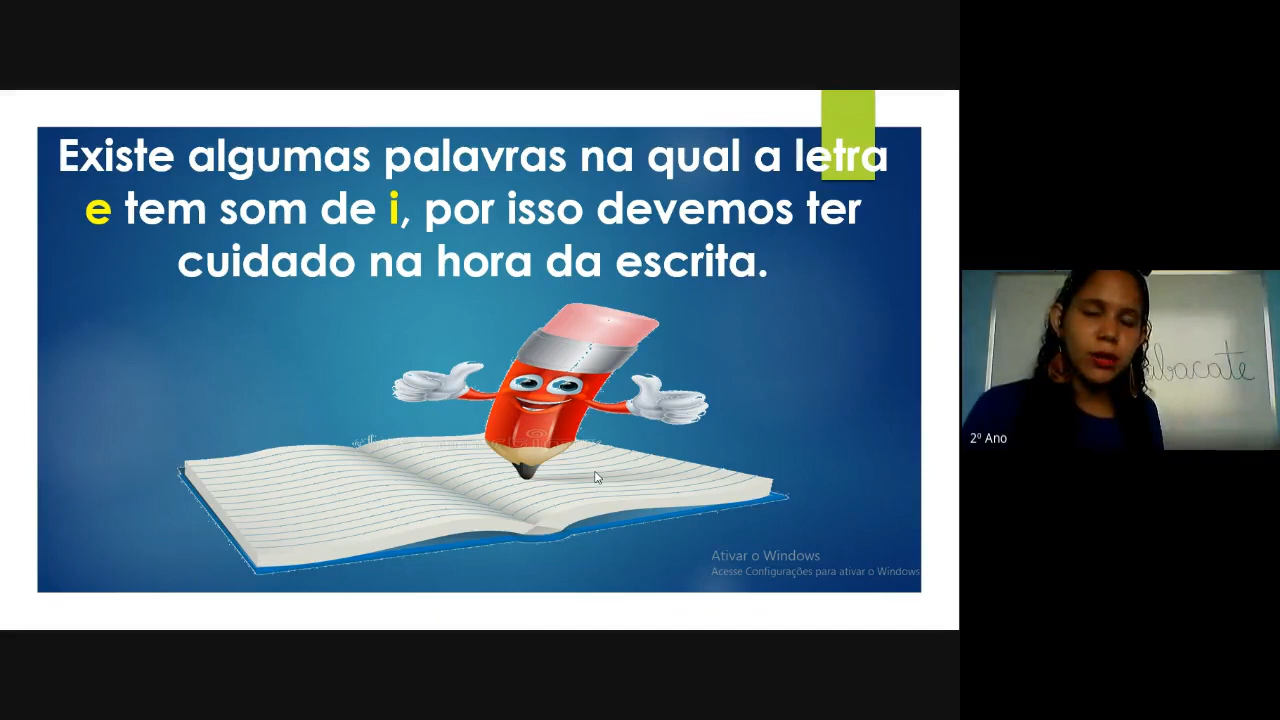 Existe algumas palavras na qual a letra
e tem som de i, por isso devemos ter
cuidado na hora da escrita.
Ativar o Windows
Acesse Configurações para ativar o Windows
2º Ano